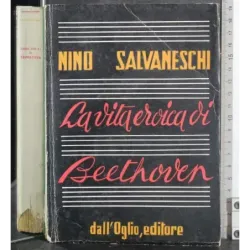 NINO SALVANESCHI
La vita eroica di
Beethoven
dall'Oglio, editore